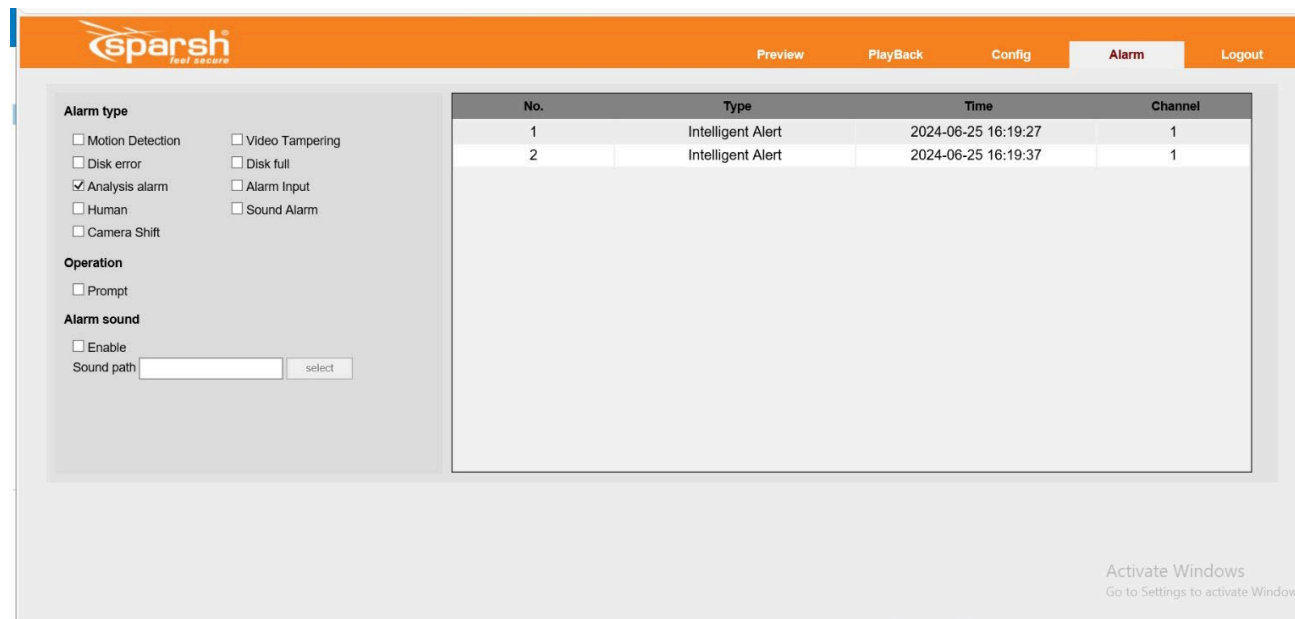 sparsh®
feel secure
Preview PlayBack Config Alarm Logout
Alarm type
Motion Detection Video Tampering
Disk error Disk full
Analysis alarm Alarm Input
Human Sound Alarm
Camera Shift
Operation
Prompt
Alarm sound
Enable
Sound path select
No. Type Time Channel
1 Intelligent Alert 2024-06-25 16:19:27 1
2 Intelligent Alert 2024-06-25 16:19:37 1
Activate Windows
Go to Settings to activate Window